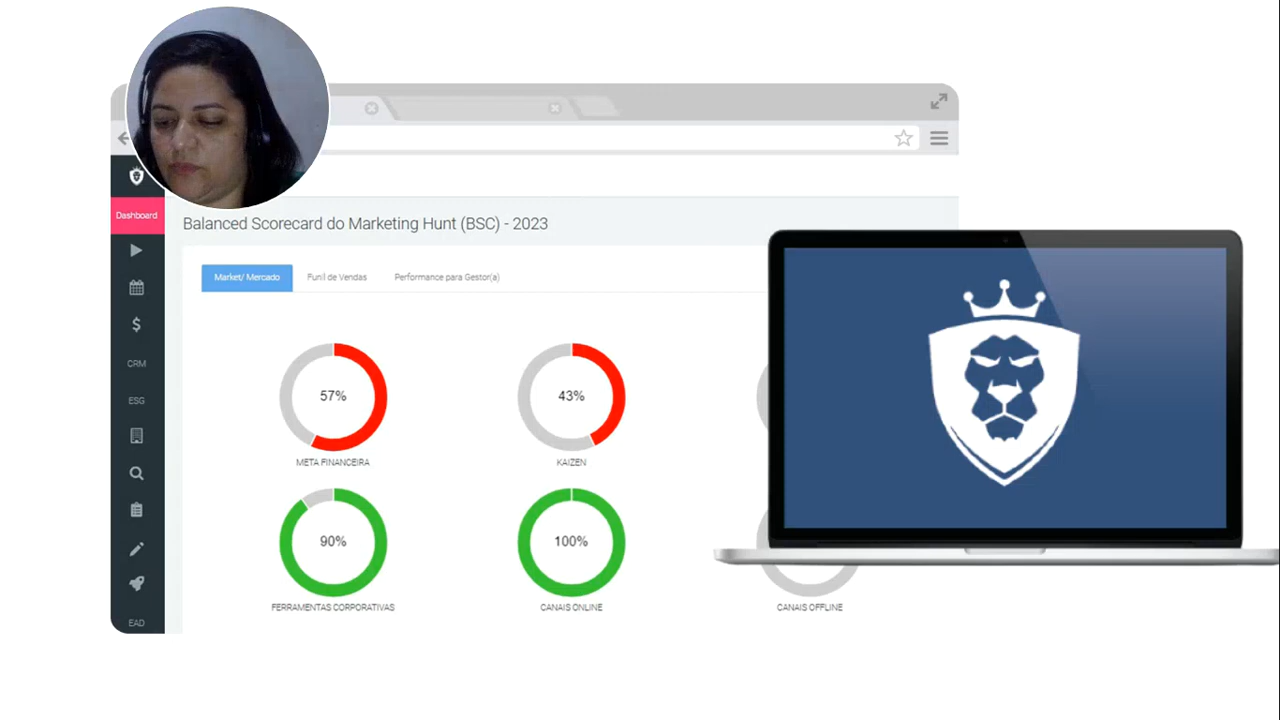 Dashboard
Balanced Scorecard do Marketing Hunt (BSC) - 2023
Market/ Mercado
Funil de Vendas
Performance para Gestor(a)
$
CRM
ESG
EAD
57%
43%
META FINANCEIRA
KAIZEN
90%
100%
FERRAMENTAS CORPORATIVAS
CANAIS ONLINE
CANAIS OFFLINE